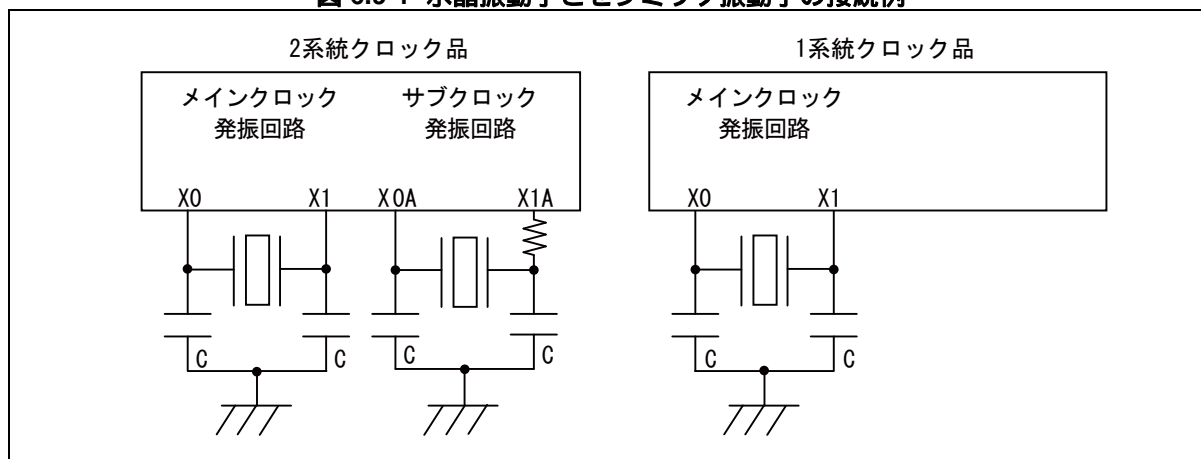 2系統クロック品
1系統クロック品
メインクロック
発振回路
サブクロック
発振回路
メインクロック
発振回路
X0
X1
X0A
X1A
X0
X1
C
C
C
C
C
C